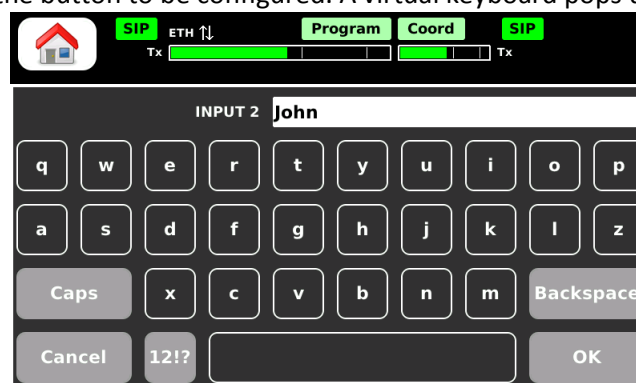 the button to be configured. A virtual keyboard pops
SIP ETH Program Coord SIP
Tx Tx
INPUT 2 John
q w e r t y u i o p
a s d f g h j k l z
Caps x c v b n m Backspace
Cancel 12!? OK